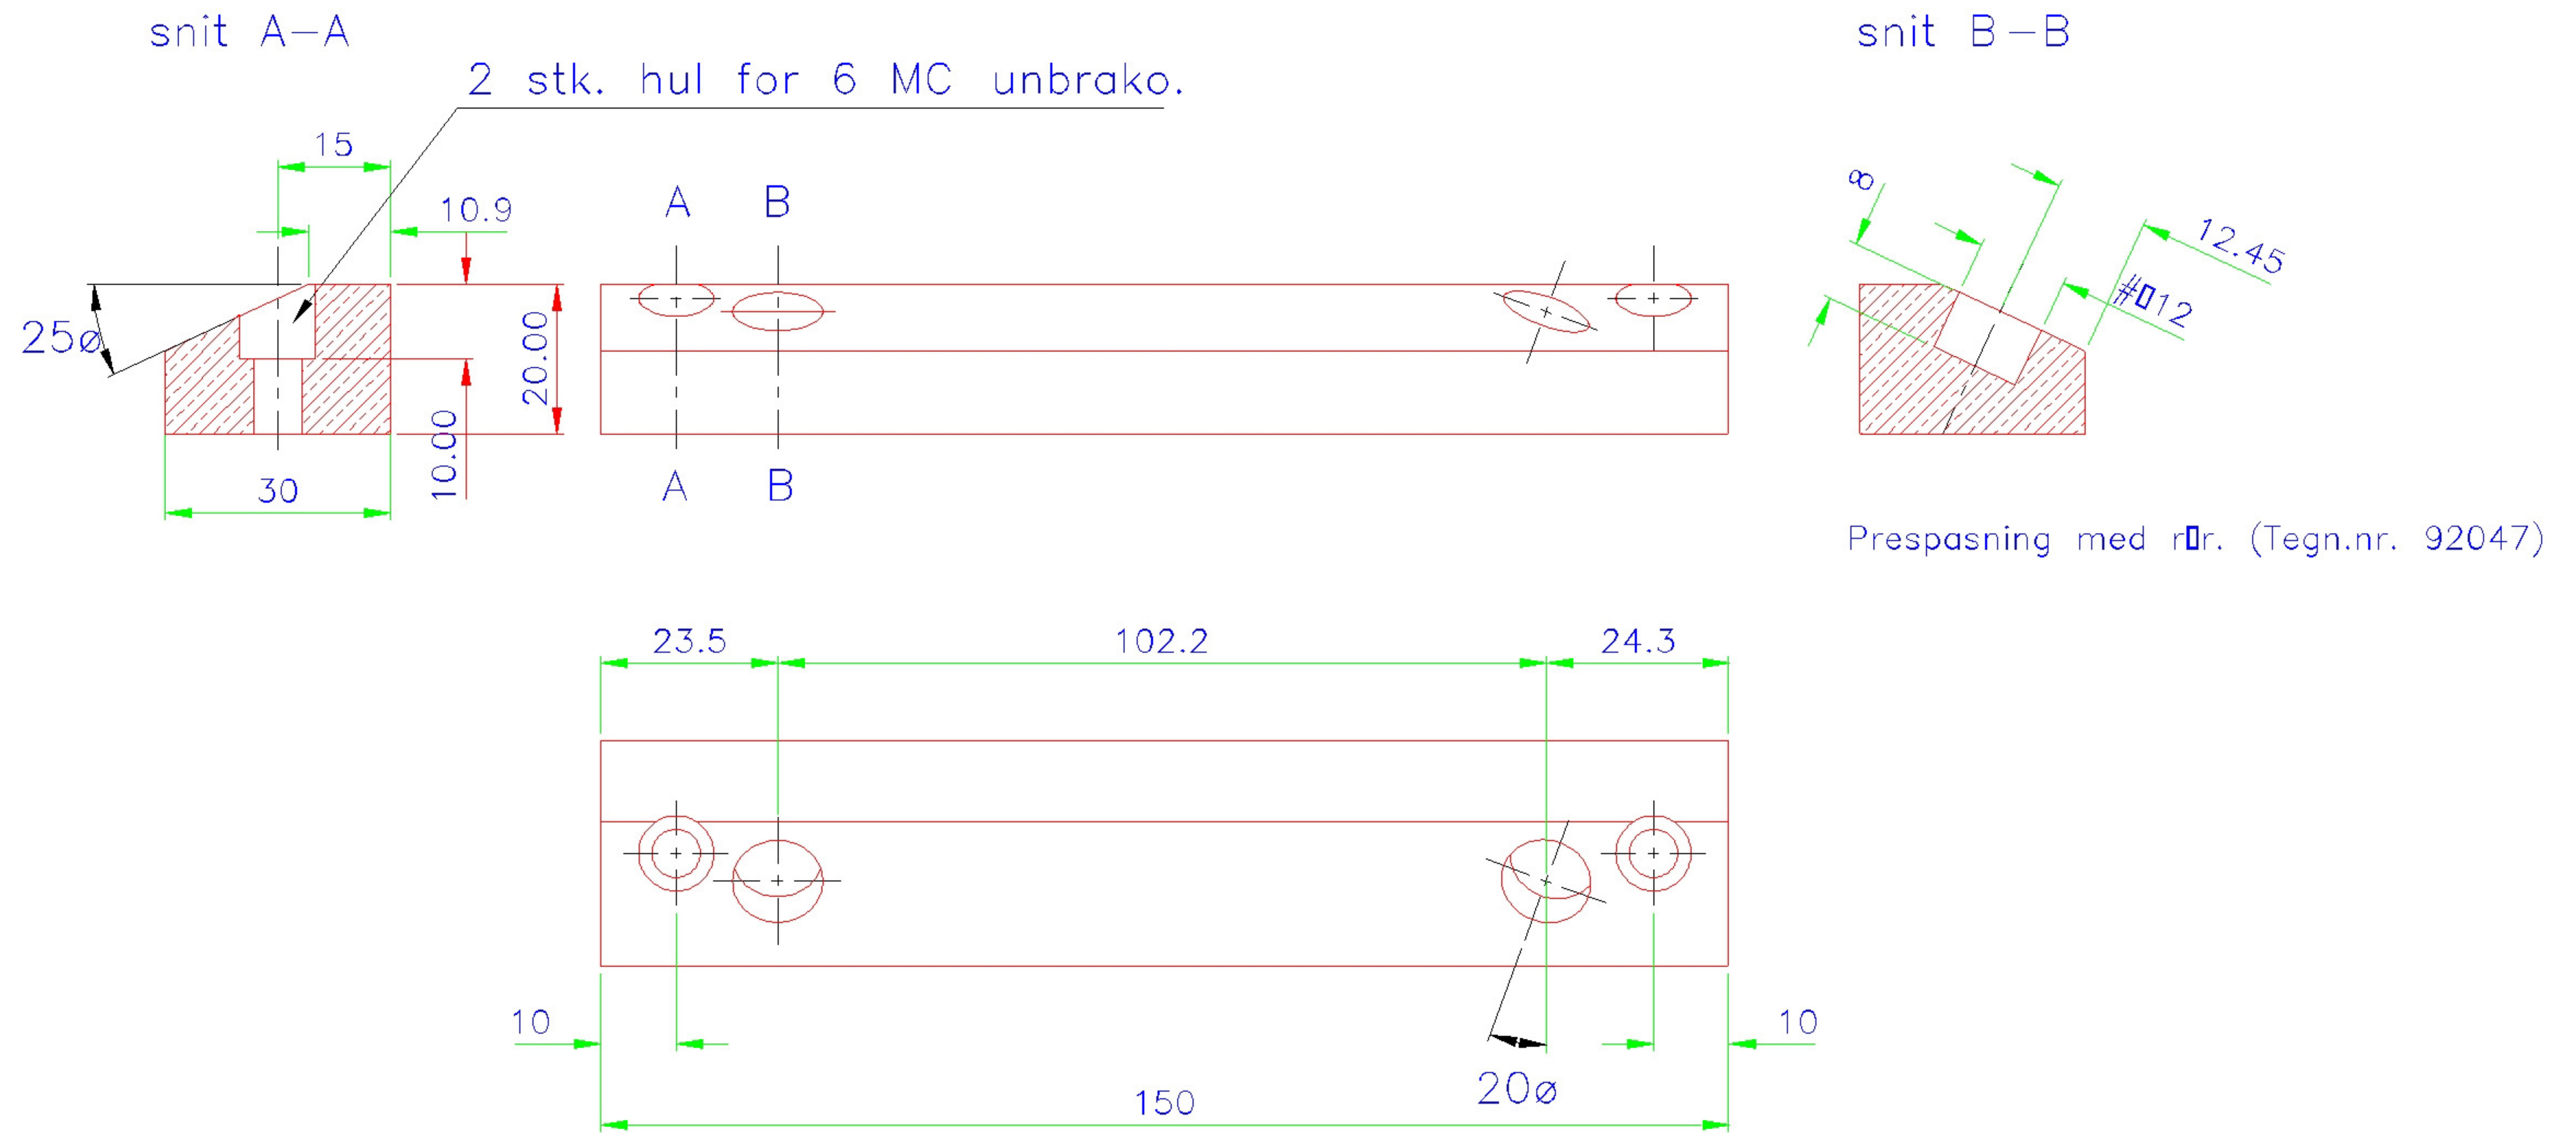 snit A-A
snit B-B
2 stk. hul for 6 MC unbrako.
15
10.9
A
B
8
12.45
#▯12
25ø
20.00
10.00
30
A
B
Prespasning med r▯r. (Tegn.nr. 92047)
23.5
102.2
24.3
10
10
20ø
150